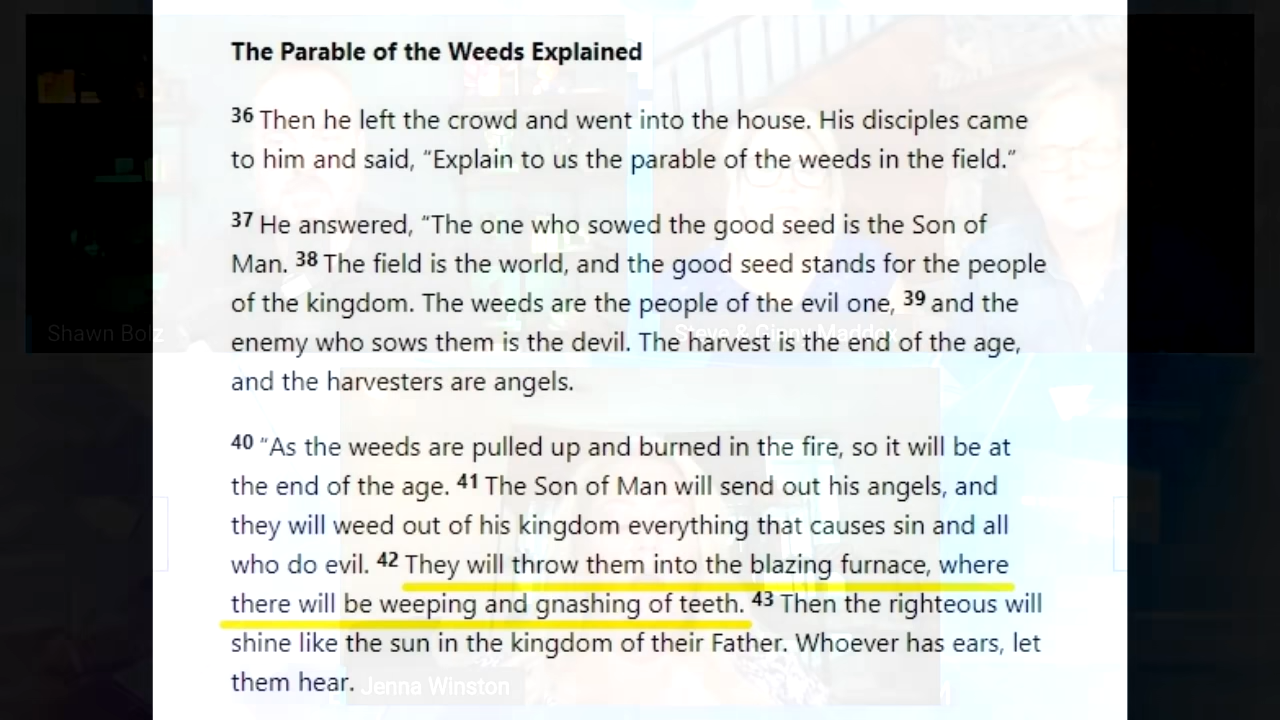 The Parable of the Weeds Explained
36 Then he left the crowd and went into the house. His disciples came
to him and said, “Explain to us the parable of the weeds in the field.”
37 He answered, “The one who sowed the good seed is the Son of
Man. 38 The field is the world, and the good seed stands for the people
of the kingdom. The weeds are the people of the evil one, 39 and the
Shawn Bolz
Steve & Ginny Maddox
enemy who sows them is the devil. The harvest is the end of the age,
and the harvesters are angels.
40 “As the weeds are pulled up and burned in the fire, so it will be at
the end of the age. 41 The Son of Man will send out his angels, and
they will weed out of his kingdom everything that causes sin and all
who do evil. 42 They will throw them into the blazing furnace, where
there will be weeping and gnashing of teeth. 43 Then the righteous will
shine like the sun in the kingdom of their Father. Whoever has ears, let
them hear.
Jenna Winston